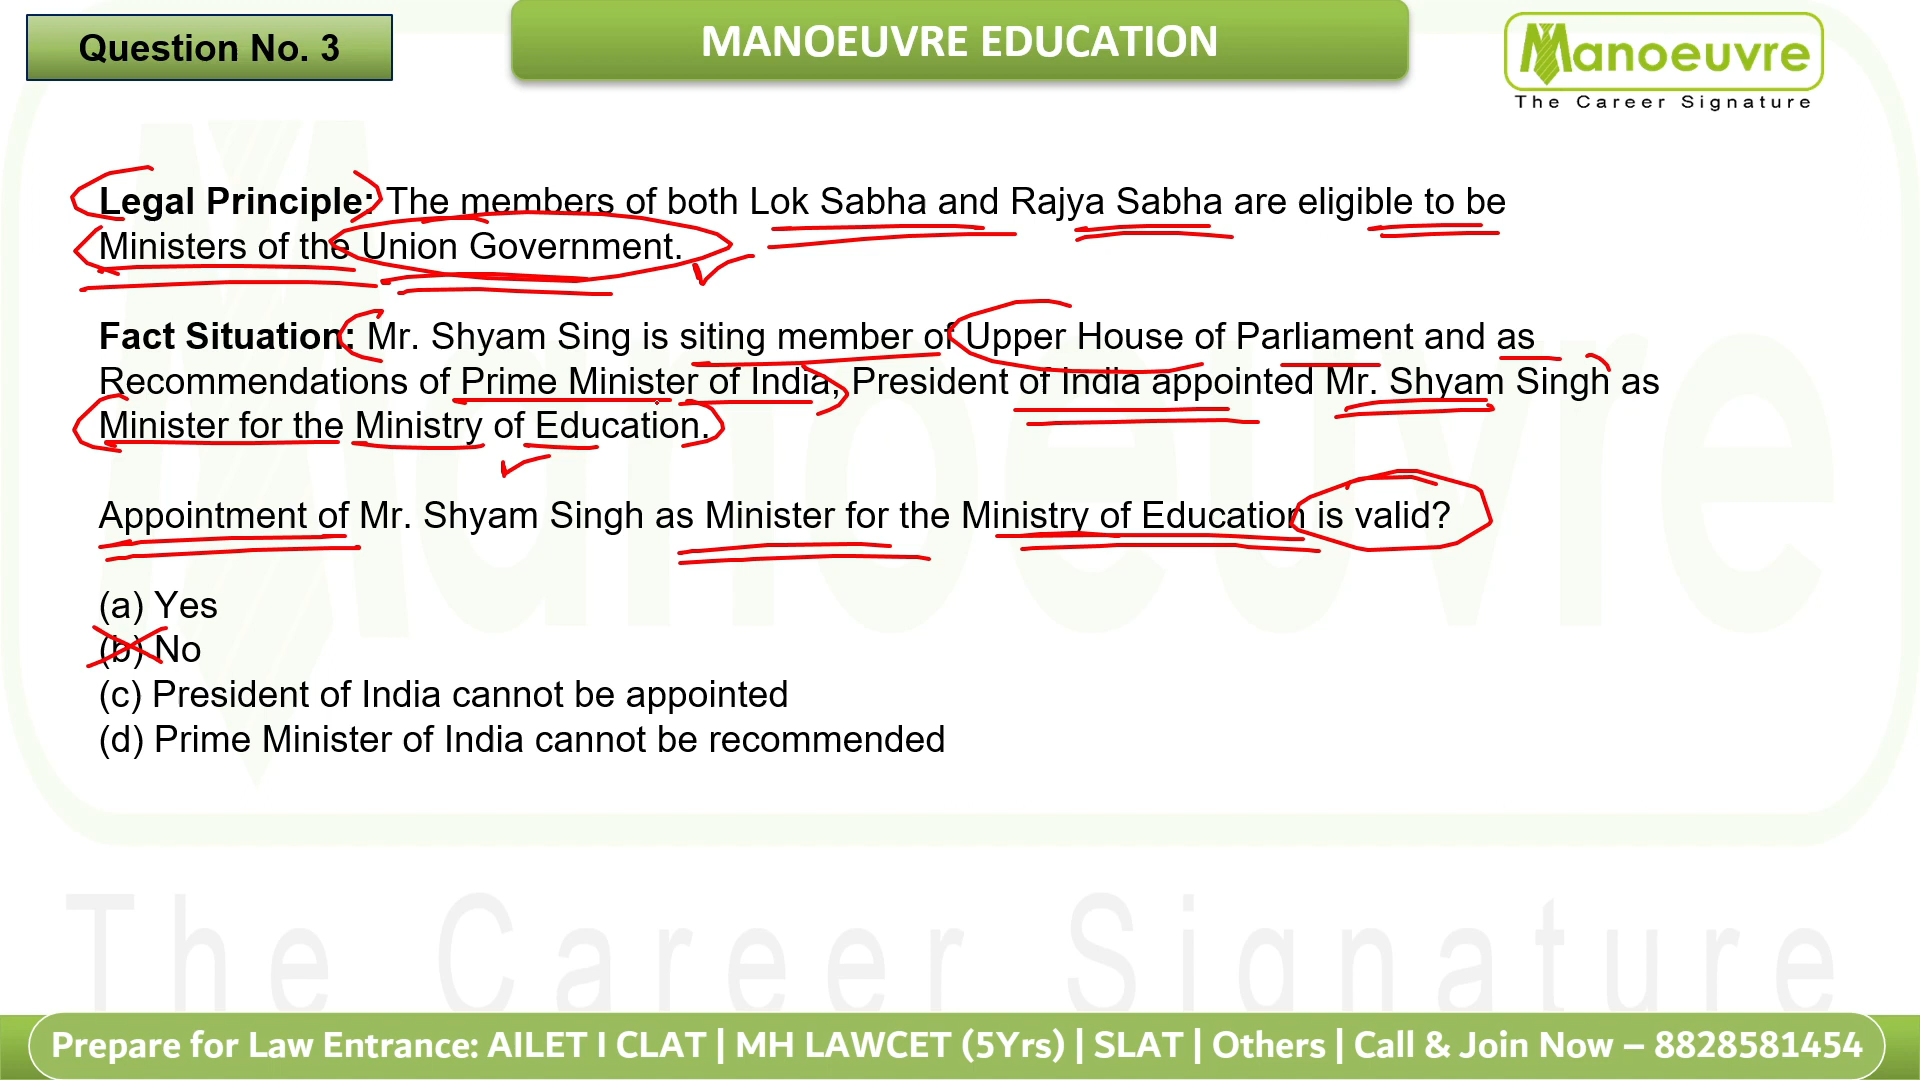 Question No. 3
MANOEUVRE EDUCATION
Manoeuvre
The Career Signature
Legal Principle: The members of both Lok Sabha and Rajya Sabha are eligible to be
Ministers of the Union Government.
Fact Situation: Mr. Shyam Sing is siting member of Upper House of Parliament and as
Recommendations of Prime Minister of India, President of India appointed Mr. Shyam Singh as
Minister for the Ministry of Education.
Appointment of Mr. Shyam Singh as Minister for the Ministry of Education is valid?
(a) Yes
(b) No
(c) President of India cannot be appointed
(d) Prime Minister of India cannot be recommended
Manoeuvre
The Career Signature
Prepare for Law Entrance: AILET I CLAT | MH LAWCET (5Yrs) | SLAT | Others | Call & Join Now – 8828581454